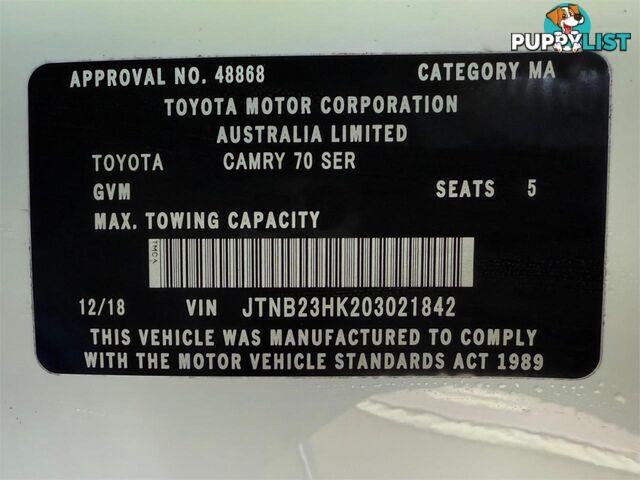 PUPPYLIST
APPROVAL NO. 48868 CATEGORY MA
TOYOTA MOTOR CORPORATION
AUSTRALIA LIMITED
TOYOTA CAMRY 70 SER
GVM SEATS 5
MAX. TOWING CAPACITY
TMCA
12/18 VIN JTNB23HK203021842
THIS VEHICLE WAS MANUFACTURED TO COMPLY
WITH THE MOTOR VEHICLE STANDARDS ACT 1989